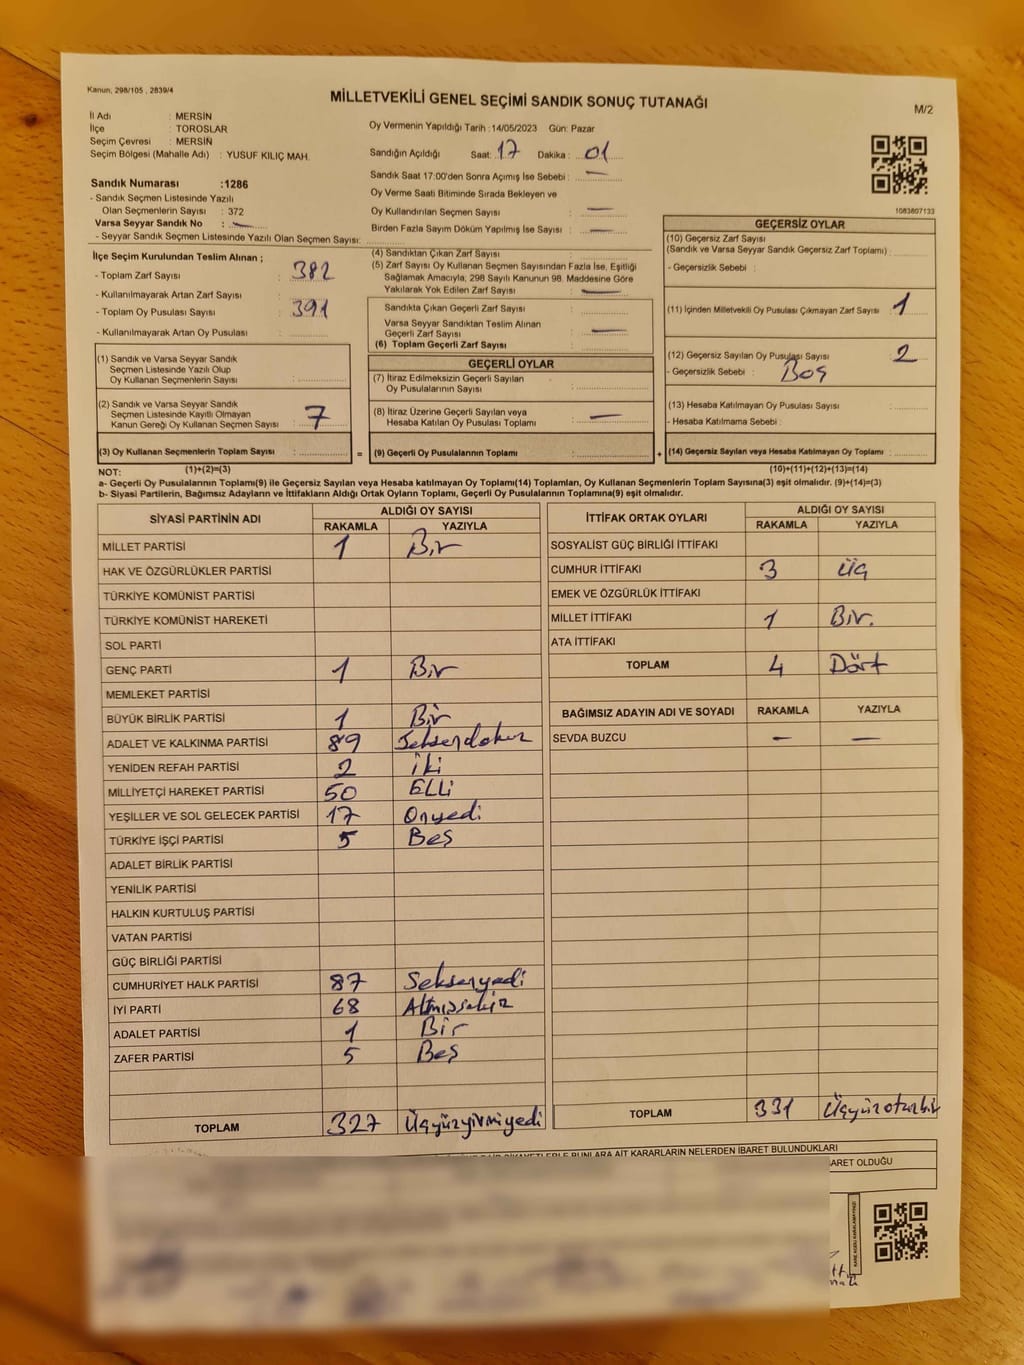 Kanun, 298/105 , 2839/4
MİLLETVEKİLİ GENEL SEÇİMİ SANDIK SONUÇ TUTANAĞI
M/2
İl Adı : MERSİN
İlçe : TOROSLAR
Seçim Çevresi : MERSİN
Seçim Bölgesi (Mahalle Adı) : YUSUF KILIÇ MAH.
Sandık Numarası :1286
- Sandık Seçmen Listesinde Yazılı
Olan Seçmenlerin Sayısı : 372
Varsa Seyyar Sandık No : —
- Seyyar Sandık Seçmen Listesinde Yazılı Olan Seçmen Sayısı:
Oy Vermenin Yapıldığı Tarih :14/05/2023 Gün: Pazar
Sandığın Açıldığı Saat: 17 Dakika : 01
Sandık Saat 17:00'den Sonra Açımış İse Sebebi : —
Oy Verme Saati Bitiminde Sırada Bekleyen ve
Oy Kullandırılan Seçmen Sayısı : —
Birden Fazla Sayım Döküm Yapılmış İse Sayısı : —
1083807133
İlçe Seçim Kurulundan Teslim Alınan ;
- Toplam Zarf Sayısı : 382
- Kullanılmayarak Artan Zarf Sayısı :
- Toplam Oy Pusulası Sayısı : 391
- Kullanılmayarak Artan Oy Pusulası :
(4) Sandıktan Çıkan Zarf Sayısı :
(5) Zarf Sayısı Oy Kullanan Seçmen Sayısından Fazla İse, Eşitliği
Sağlamak Amacıyla, 298 Sayılı Kanunun 98. Maddesine Göre
Yakılarak Yok Edilen Zarf Sayısı : —
Sandıkta Çıkan Geçerli Zarf Sayısı :
Varsa Seyyar Sandıktan Teslim Alınan
Geçerli Zarf Sayısı : —
(6) Toplam Geçerli Zarf Sayısı :
GEÇERSİZ OYLAR
(10) Geçersiz Zarf Sayısı
(Sandık ve Varsa Seyyar Sandık Geçersiz Zarf Toplamı) :
- Geçersizlik Sebebi :
(11) İçinden Milletvekili Oy Pusulası Çıkmayan Zarf Sayısı : 1
(12) Geçersiz Sayılan Oy Pusulası Sayısı : 2
- Geçersizlik Sebebi : Boş
(13) Hesaba Katılmayan Oy Pusulası Sayısı :
- Hesaba Katılmama Sebebi :
(1) Sandık ve Varsa Seyyar Sandık
Seçmen Listesinde Yazılı Olup
Oy Kullanan Seçmenlerin Sayısı :
(2) Sandık ve Varsa Seyyar Sandık
Seçmen Listesinde Kayıtlı Olmayan
Kanun Gereği Oy Kullanan Seçmen Sayısı : 7
GEÇERLİ OYLAR
(7) İtiraz Edilmeksizin Geçerli Sayılan
Oy Pusulalarının Sayısı :
(8) İtiraz Üzerine Geçerli Sayılan veya
Hesaba Katılan Oy Pusulası Toplamı : —
(3) Oy Kullanan Seçmenlerin Toplam Sayısı : = (9) Geçerli Oy Pusulalarının Toplamı : + (14) Geçersiz Sayılan veya Hesaba Katılmayan Oy Toplamı :
NOT: (1)+(2)=(3) (10)+(11)+(12)+(13)=(14)
a- Geçerli Oy Pusulalarının Toplamı(9) ile Geçersiz Sayılan veya Hesaba katılmayan Oy Toplamı(14) Toplamları, Oy Kullanan Seçmenlerin Toplam Sayısına(3) eşit olmalıdır. (9)+(14)=(3)
b- Siyasi Partilerin, Bağımsız Adayların ve İttifakların Aldığı Ortak Oyların Toplamı, Geçerli Oy Pusulalarının Toplamına(9) eşit olmalıdır.
SİYASİ PARTİNİN ADI ALDIĞI OY SAYISI
RAKAMLA YAZIYLA
MİLLET PARTİSİ 1 Bir
HAK VE ÖZGÜRLÜKLER PARTİSİ
TÜRKİYE KOMÜNİST PARTİSİ
TÜRKİYE KOMÜNİST HAREKETİ
SOL PARTİ
GENÇ PARTİ 1 Bir
MEMLEKET PARTİSİ
BÜYÜK BİRLİK PARTİSİ 1 Bir
ADALET VE KALKINMA PARTİSİ 89 Seksendokuz
YENİDEN REFAH PARTİSİ 2 İki
MİLLİYETÇİ HAREKET PARTİSİ 50 ELLi
YEŞİLLER VE SOL GELECEK PARTİSİ 17 Onyedi
TÜRKİYE İŞÇİ PARTİSİ 5 Beş
ADALET BİRLİK PARTİSİ
YENİLİK PARTİSİ
HALKIN KURTULUŞ PARTİSİ
VATAN PARTİSİ
GÜÇ BİRLİĞİ PARTİSİ
CUMHURİYET HALK PARTİSİ 87 Seksenyedi
İYİ PARTİ 68 Altmışsekiz
ADALET PARTİSİ 1 Bir
ZAFER PARTİSİ 5 Beş
TOPLAM 327 Üçyüzyirmiyedi
İTTİFAK ORTAK OYLARI ALDIĞI OY SAYISI
RAKAMLA YAZIYLA
SOSYALİST GÜÇ BİRLİĞİ İTTİFAKI
CUMHUR İTTİFAKI 3 Üç
EMEK VE ÖZGÜRLÜK İTTİFAKI
MİLLET İTTİFAKI 1 Bir.
ATA İTTİFAKI
TOPLAM 4 Dört
BAĞIMSIZ ADAYIN ADI VE SOYADI RAKAMLA YAZIYLA
SEVDA BUZCU — —
TOPLAM 331 Üçyüzotuzbir
BUNLARA AİT KARARLARIN NELERDEN İBARET BULUNDUKLARI
OLDUĞU